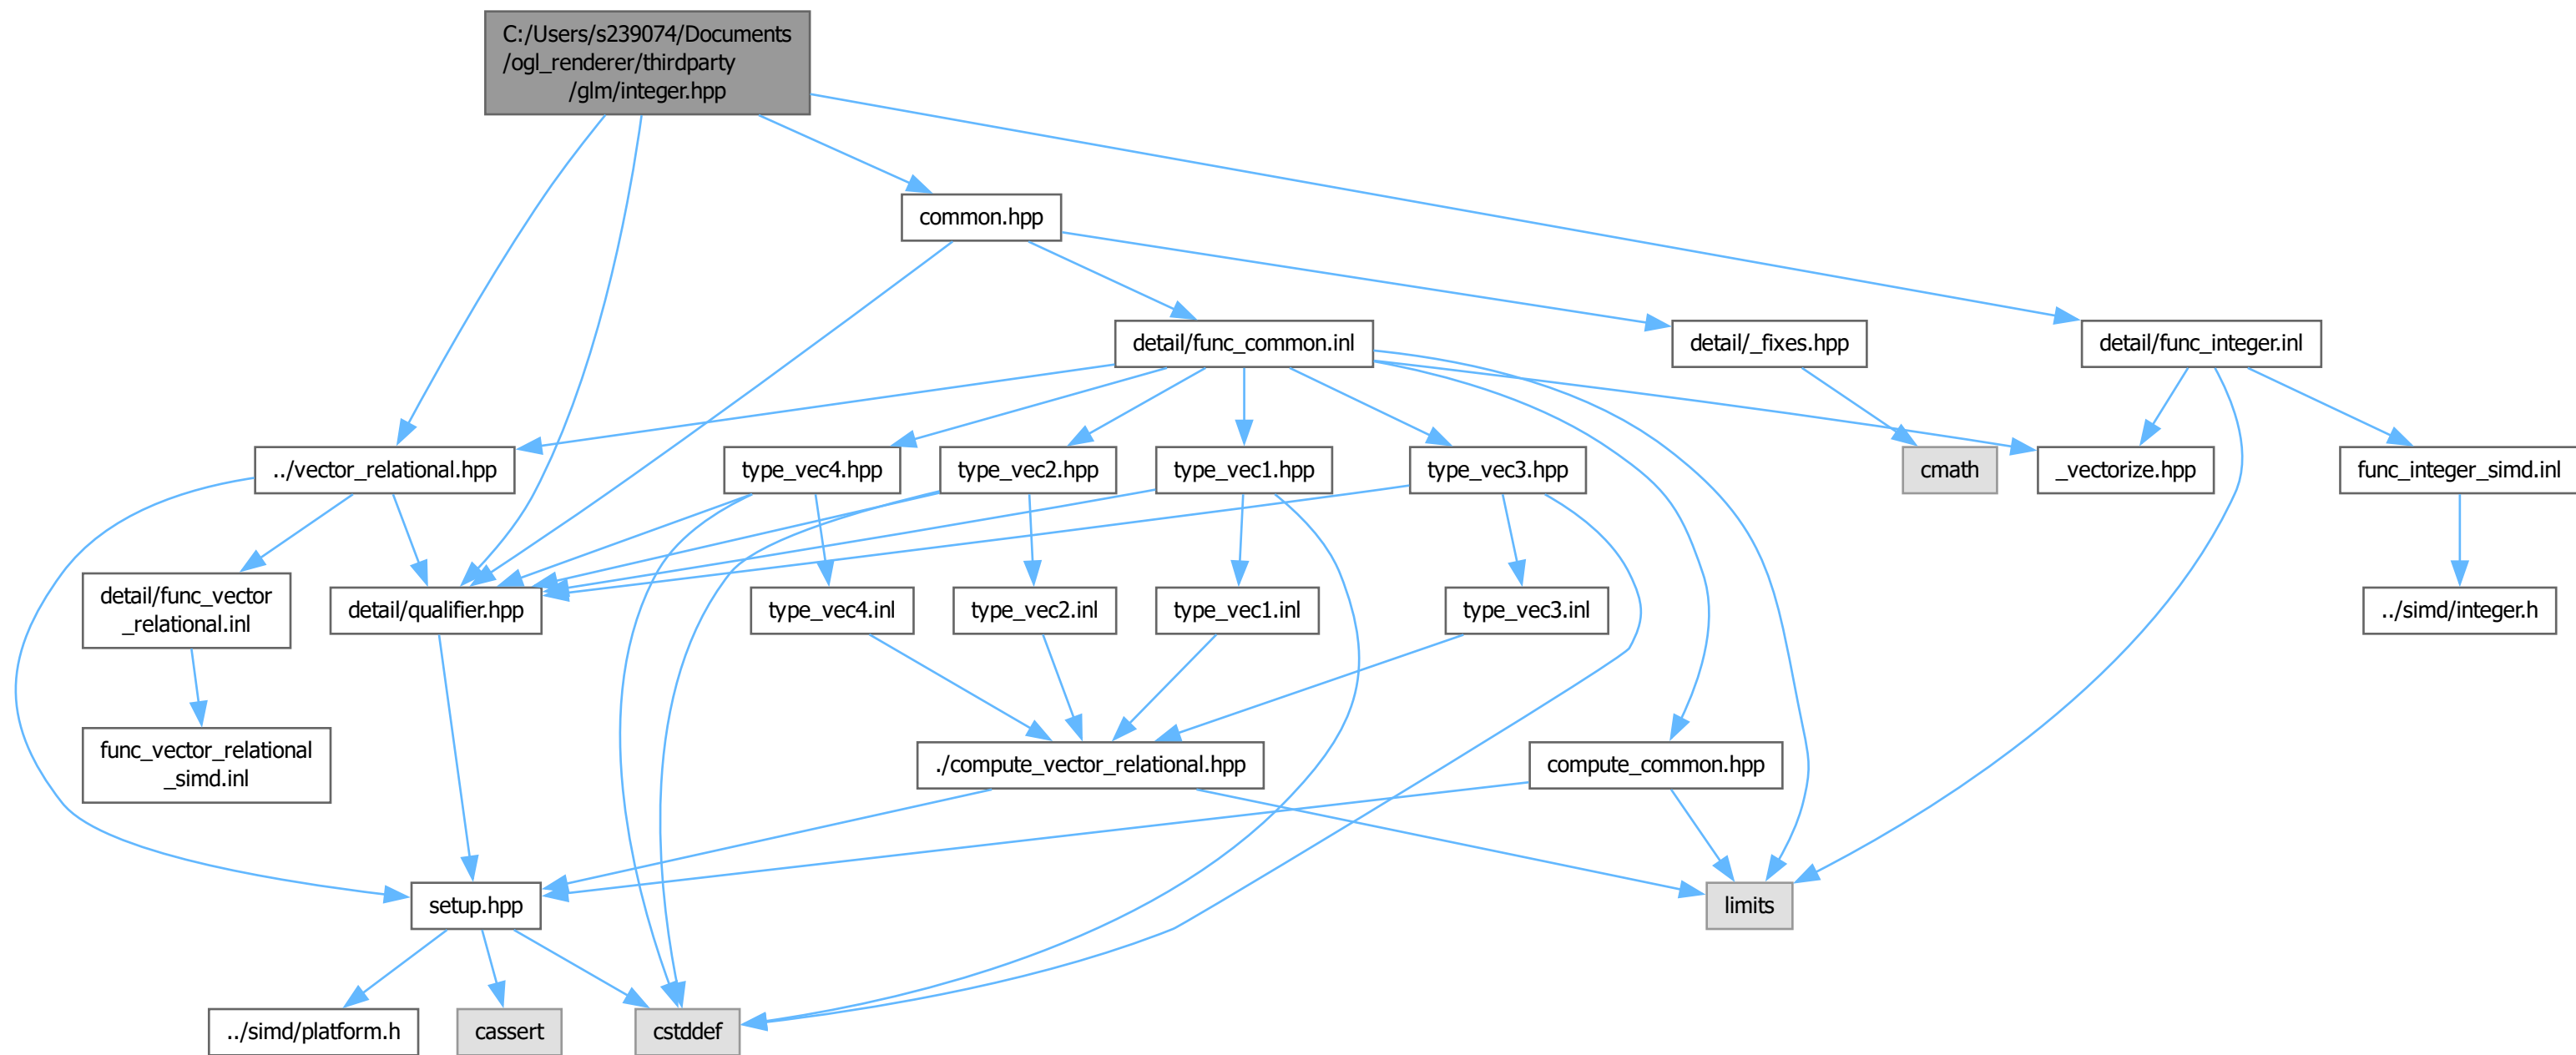 C:/Users/s239074/Documents
/ogl_renderer/thirdparty
/glm/integer.hpp
common.hpp
detail/func_common.inl
detail/_fixes.hpp
detail/func_integer.inl
../vector_relational.hpp
type_vec4.hpp
type_vec2.hpp
type_vec1.hpp
type_vec3.hpp
cmath
_vectorize.hpp
func_integer_simd.inl
detail/func_vector
_relational.inl
detail/qualifier.hpp
type_vec4.inl
type_vec2.inl
type_vec1.inl
type_vec3.inl
../simd/integer.h
func_vector_relational
_simd.inl
./compute_vector_relational.hpp
compute_common.hpp
setup.hpp
limits
../simd/platform.h
cassert
cstddef